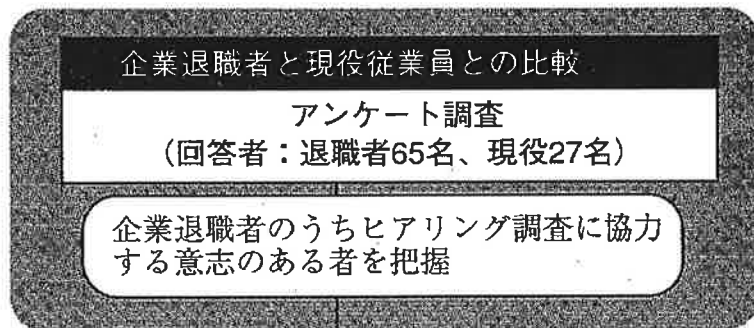 企業退職者と現役従業員との比較
アンケート調査
（回答者：退職者65名、現役27名）
企業退職者のうちヒアリング調査に協力
する意志のある者を把握